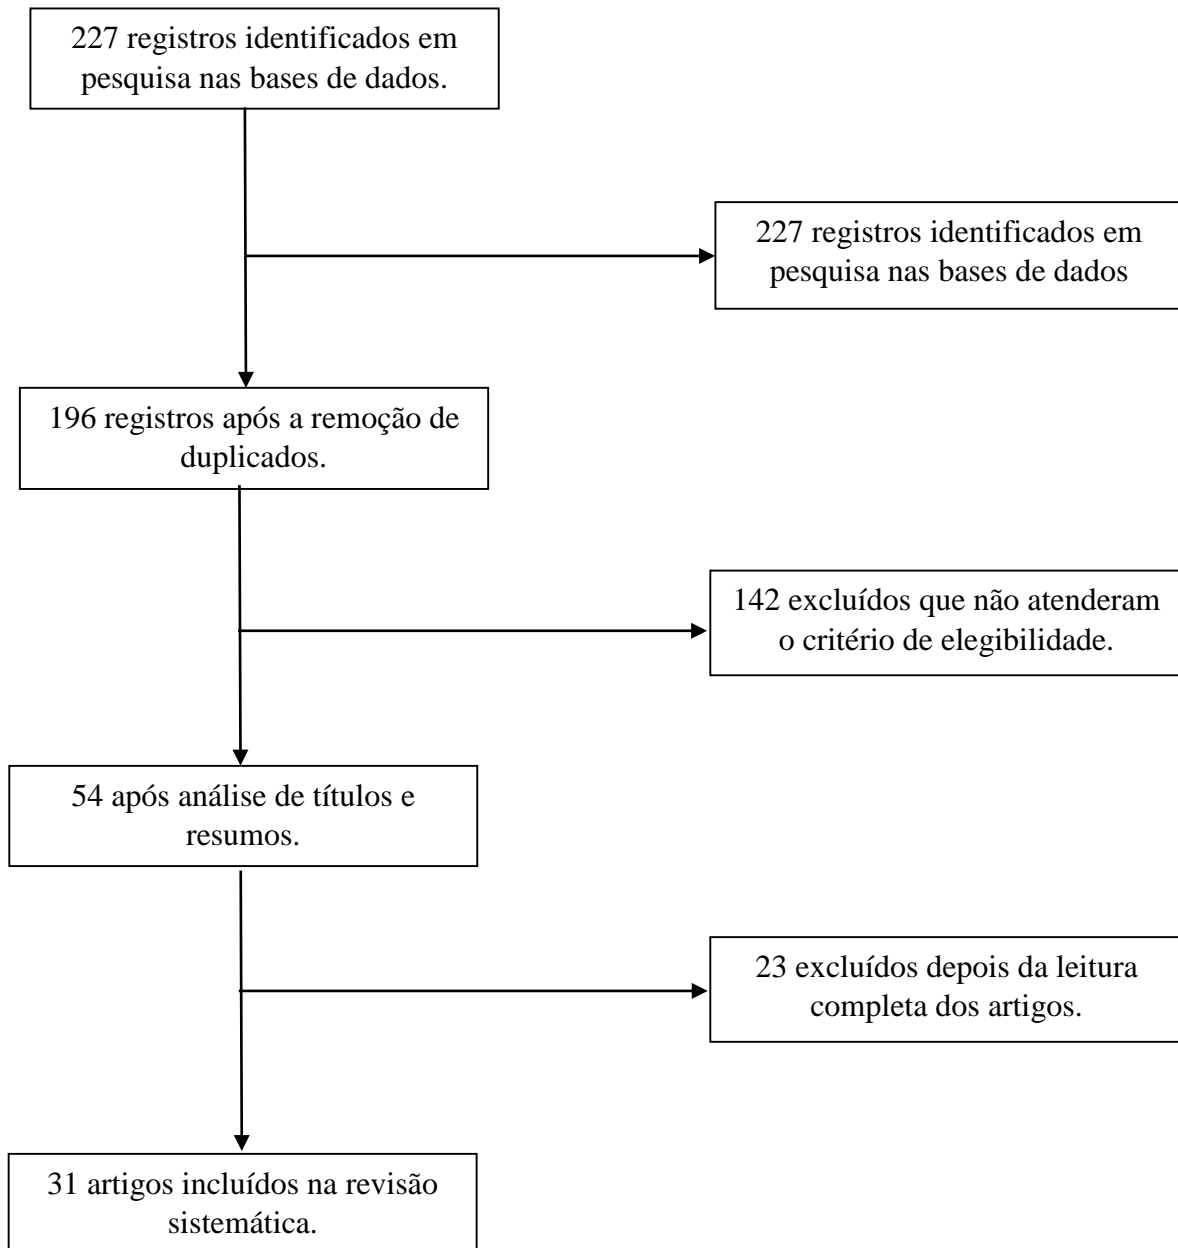 227 registros identificados em
pesquisa nas bases de dados.
227 registros identificados em
pesquisa nas bases de dados
196 registros após a remoção de
duplicados.
142 excluídos que não atenderam
o critério de elegibilidade.
54 após análise de títulos e
resumos.
23 excluídos depois da leitura
completa dos artigos.
31 artigos incluídos na revisão
sistemática.